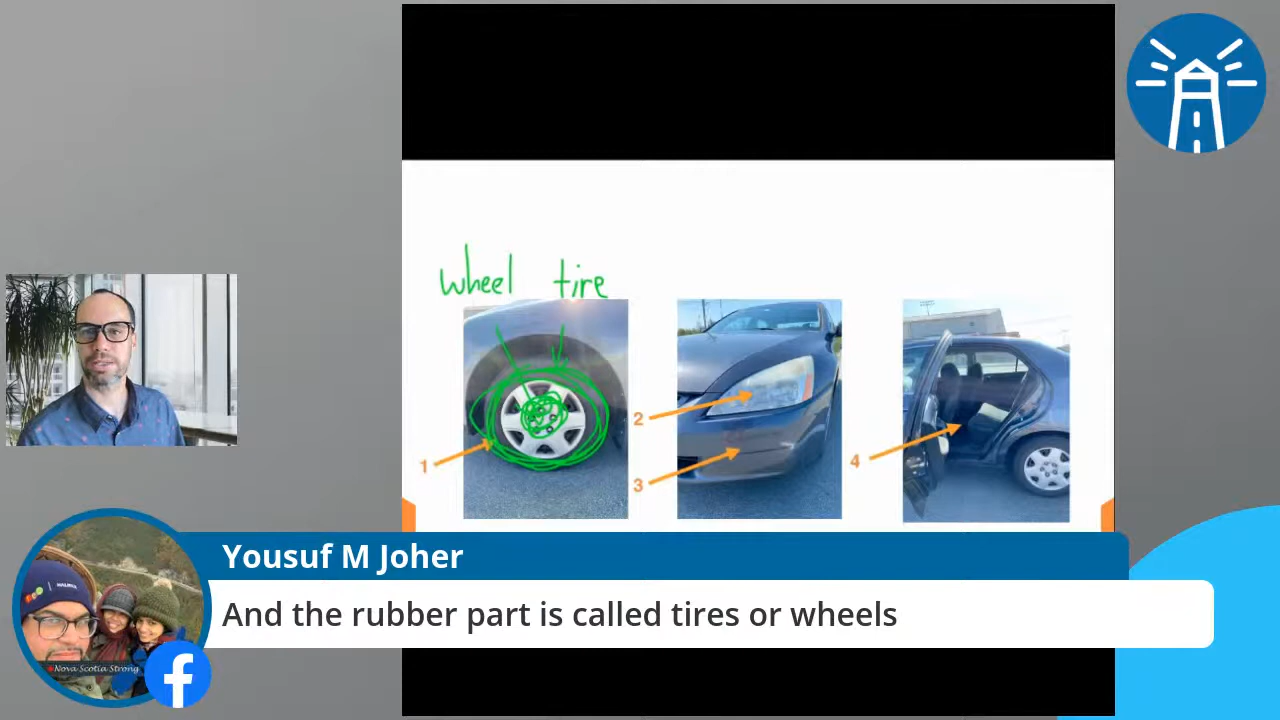 wheel tire
1
2
3
4
Yousuf M Joher
And the rubber part is called tires or wheels
HALIFAX
Nova Scotia Strong